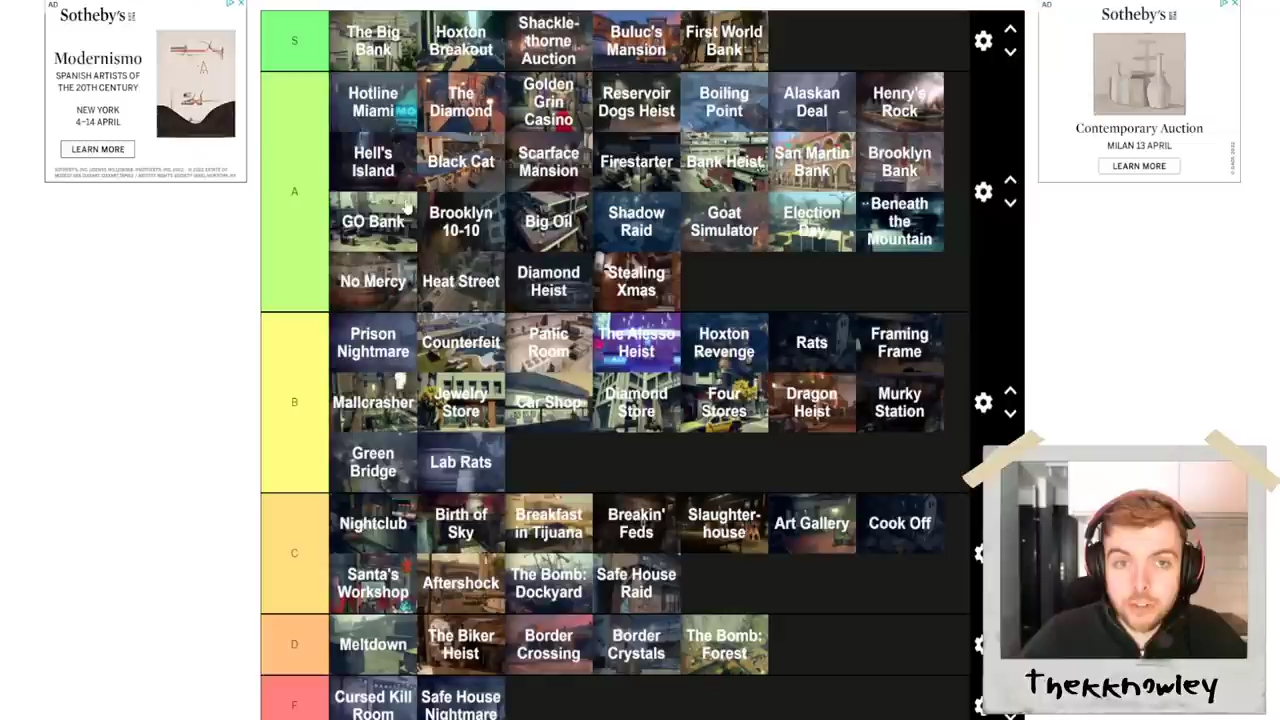 AD
Sotheby's
Modernismo
SPANISH ARTISTS OF
THE 20TH CENTURY
NEW YORK
4–14 APRIL
LEARN MORE
S
The Big
Bank
Hoxton
Breakout
Shackle-
thorne
Auction
Buluc's
Mansion
First World
Bank
A
Hotline
Miami
The
Diamond
Golden
Grin
Casino
Reservoir
Dogs Heist
Boiling
Point
Alaskan
Deal
Henry's
Rock
Hell's
Island
Black Cat
Scarface
Mansion
Firestarter
Bank Heist
San Martin
Bank
Brooklyn
Bank
GO Bank
Brooklyn
10-10
Big Oil
Shadow
Raid
Goat
Simulator
Election
Day
Beneath
the
Mountain
No Mercy
Heat Street
Diamond
Heist
Stealing
Xmas
B
Prison
Nightmare
Counterfeit
Panic
Room
The Alesso
Heist
Hoxton
Revenge
Rats
Framing
Frame
Mallcrasher
Jewelry
Store
Car Shop
Diamond
Store
Four
Stores
Dragon
Heist
Murky
Station
Green
Bridge
Lab Rats
C
Nightclub
Birth of
Sky
Breakfast
in Tijuana
Breakin'
Feds
Slaughter-
house
Art Gallery
Cook Off
Santa's
Workshop
Aftershock
The Bomb:
Dockyard
Safe House
Raid
D
Meltdown
The Biker
Heist
Border
Crossing
Border
Crystals
The Bomb:
Forest
F
Cursed Kill
Room
Safe House
Nightmare
AD
Sotheby's
Contemporary Auction
MILAN 13 APRIL
LEARN MORE
Thekknowley